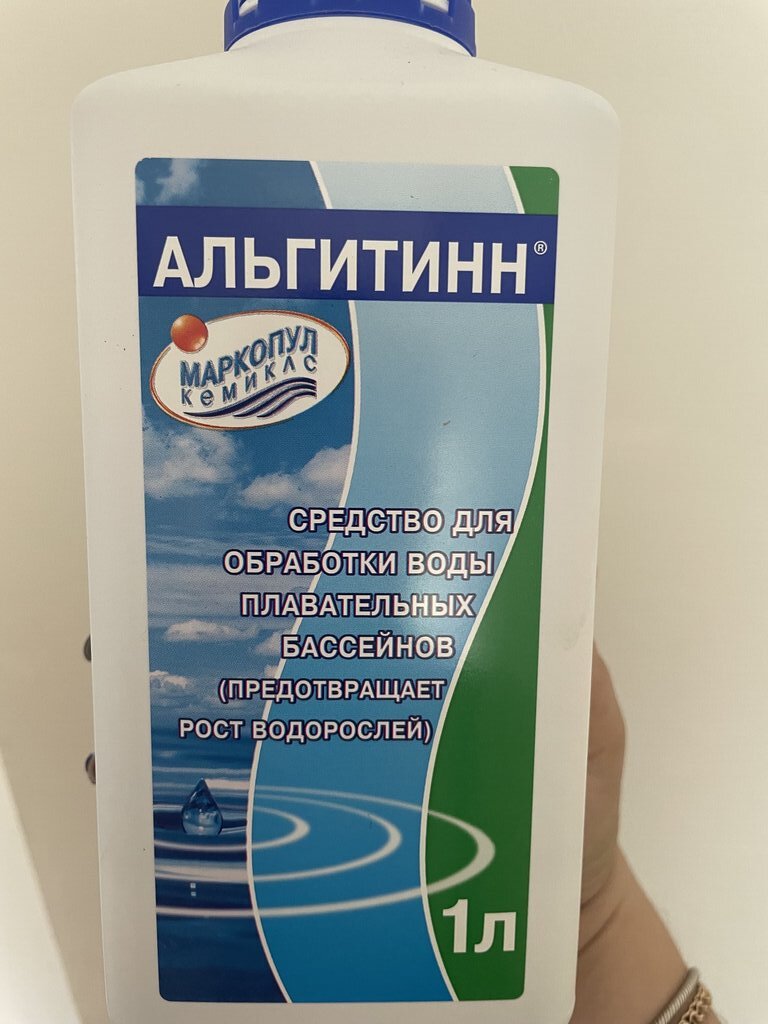 АЛЬГИТИНН®
МАРКОПУЛ
КЕМИКЛС
СРЕДСТВО ДЛЯ
ОБРАБОТКИ ВОДЫ
ПЛАВАТЕЛЬНЫХ
БАССЕЙНОВ
(ПРЕДОТВРАЩАЕТ
РОСТ ВОДОРОСЛЕЙ)
1л